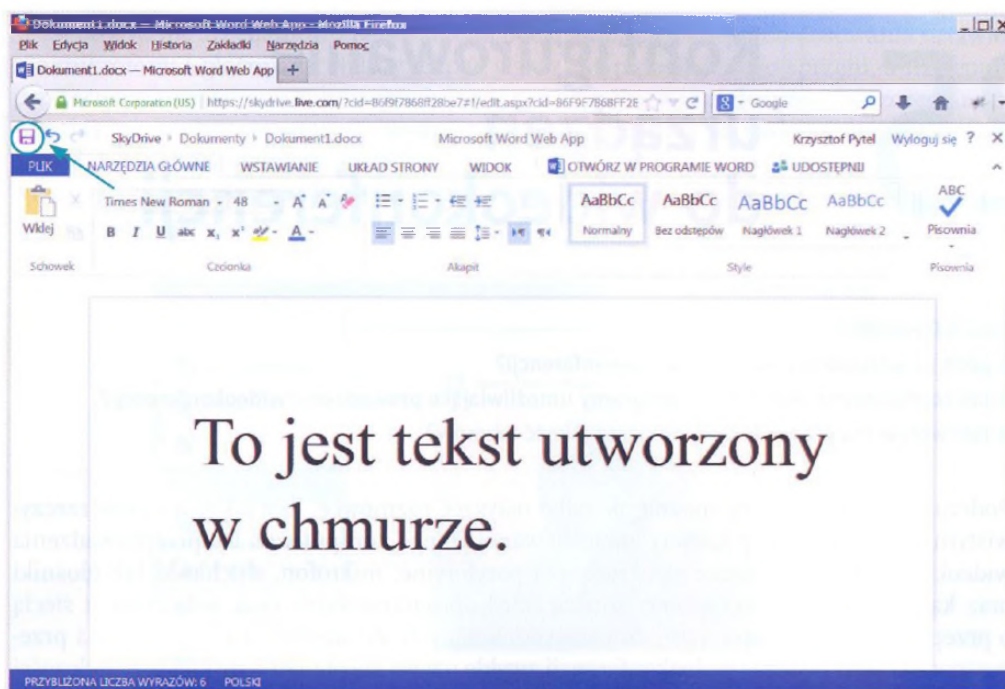 Dokument1.docx — Microsoft Word Web App - Mozilla Firefox
Plik Edycja Widok Historia Zakładki Narzędzia Pomoc
Dokument1.docx — Microsoft Word Web App +
Microsoft Corporation (US) https://skydrive.live.com/?cid=86f9f7868ff28be7#!/edit.aspx?cid=86F9F7868FF2E Google
SkyDrive Dokumenty Dokument1.docx Microsoft Word Web App Krzysztof Pytel Wyloguj się ? X
PLIK NARZĘDZIA GŁÓWNE WSTAWIANIE UKŁAD STRONY WIDOK OTWÓRZ W PROGRAMIE WORD UDOSTĘPNIJ
Times New Roman 48 AaBbCc AaBbCc AaBbCc AaBbCc ABC
Wklej B I U abc x₂ x² A Normalny Bez odstępów Nagłówek 1 Nagłówek 2 Pisownia
Schowek Czcionka Akapit Style Pisownia
To jest tekst utworzony
w chmurze.
PRZYBLIŻONA LICZBA WYRAZÓW: 6 POLSKI